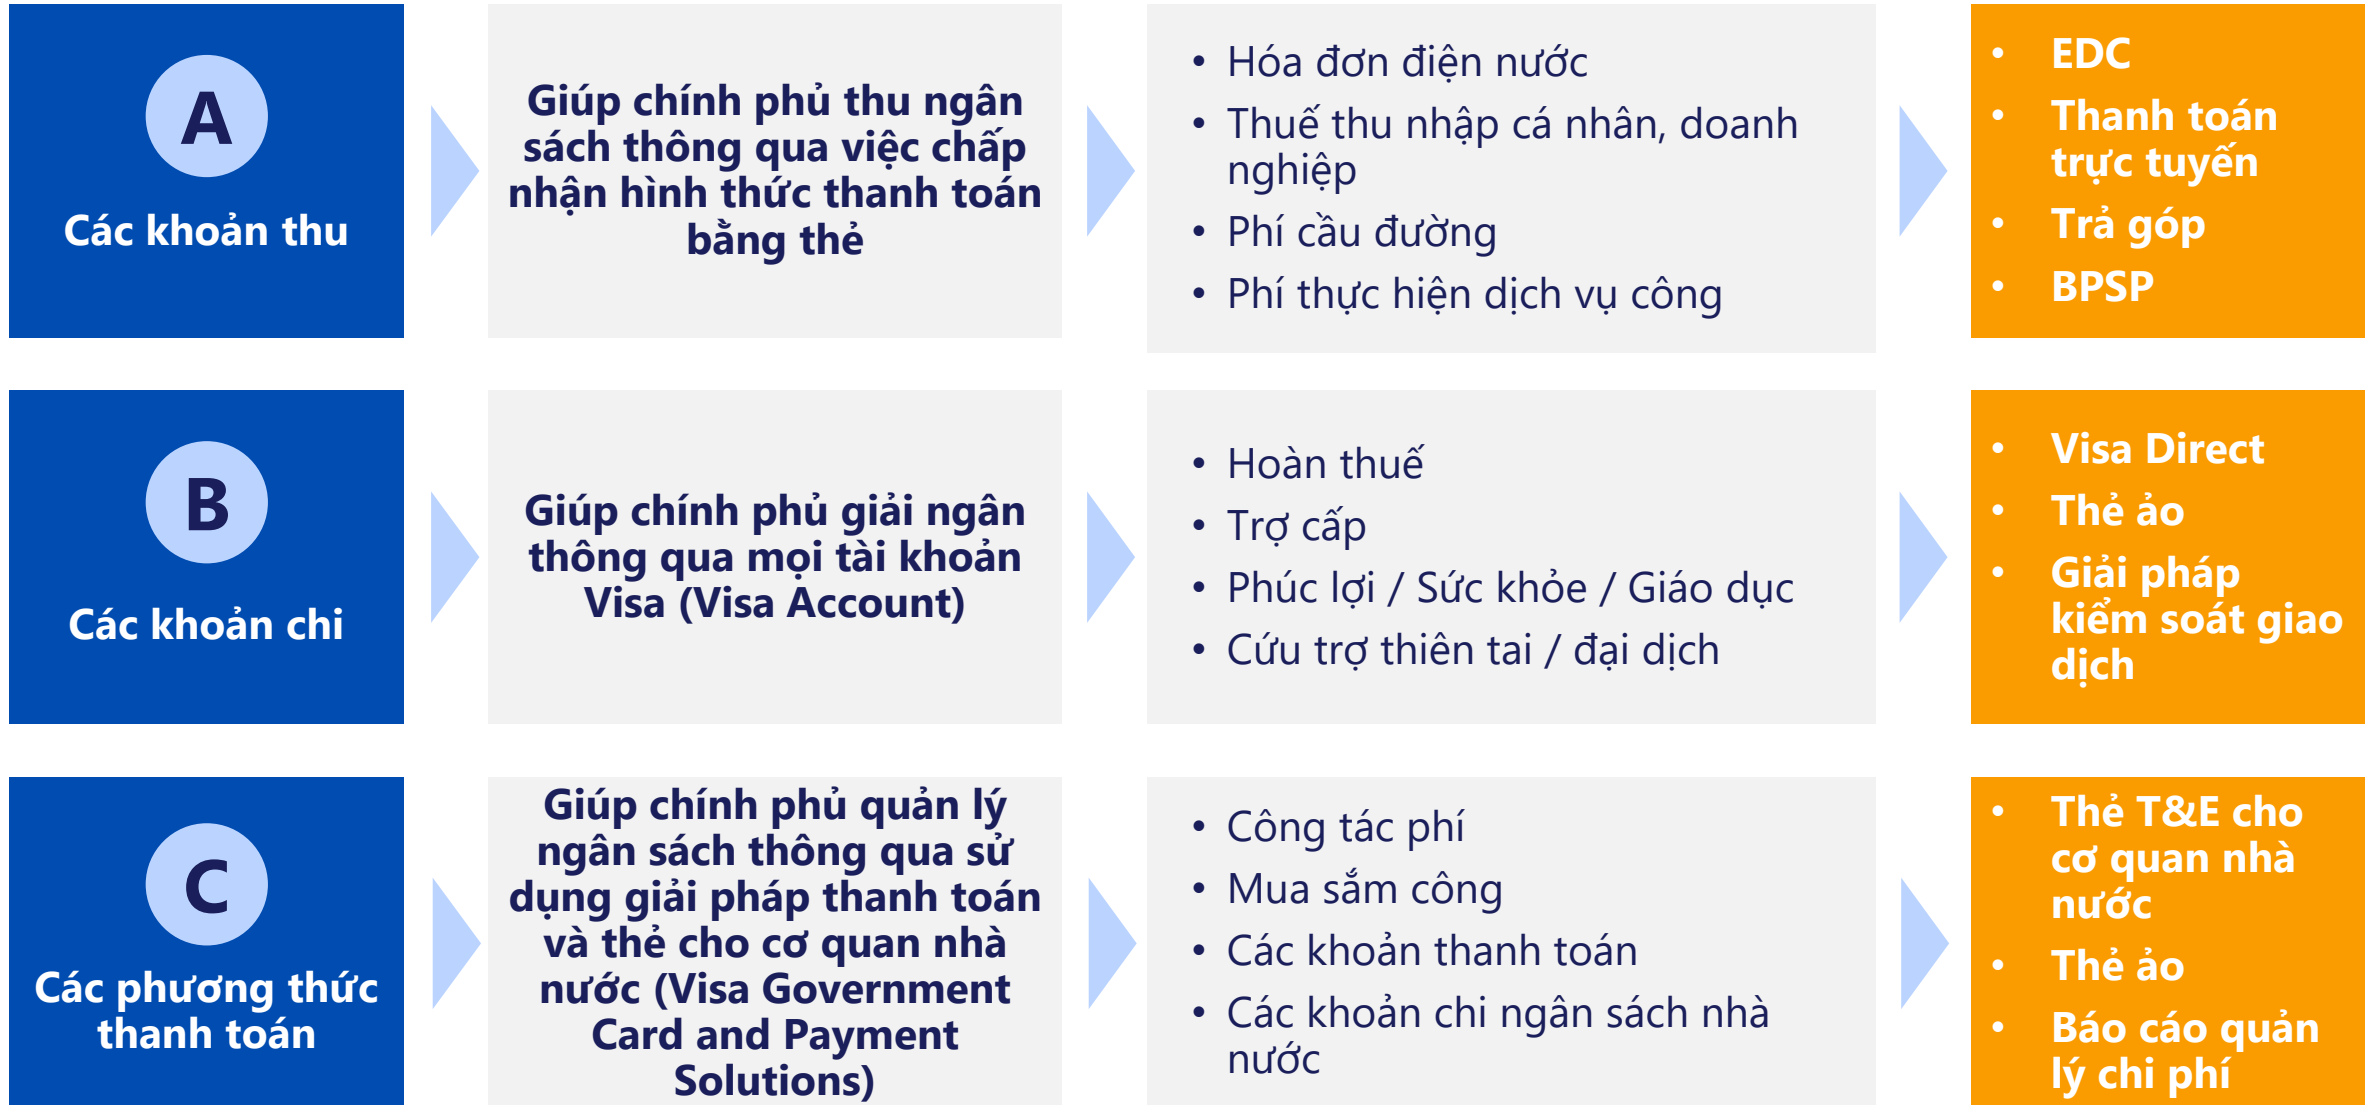 A
Các khoản thu
Giúp chính phủ thu ngân
sách thông qua việc chấp
nhận hình thức thanh toán
bằng thẻ
• Hóa đơn điện nước
• Thuế thu nhập cá nhân, doanh
nghiệp
• Phí cầu đường
• Phí thực hiện dịch vụ công
• EDC
• Thanh toán
trực tuyến
• Trả góp
• BPSP
B
Các khoản chi
Giúp chính phủ giải ngân
thông qua mọi tài khoản
Visa (Visa Account)
• Hoàn thuế
• Trợ cấp
• Phúc lợi / Sức khỏe / Giáo dục
• Cứu trợ thiên tai / đại dịch
• Visa Direct
• Thẻ ảo
• Giải pháp
kiểm soát giao
dịch
C
Các phương thức
thanh toán
Giúp chính phủ quản lý
ngân sách thông qua sử
dụng giải pháp thanh toán
và thẻ cho cơ quan nhà
nước (Visa Government
Card and Payment
Solutions)
• Công tác phí
• Mua sắm công
• Các khoản thanh toán
• Các khoản chi ngân sách nhà
nước
• Thẻ T&E cho
cơ quan nhà
nước
• Thẻ ảo
• Báo cáo quản
lý chi phí